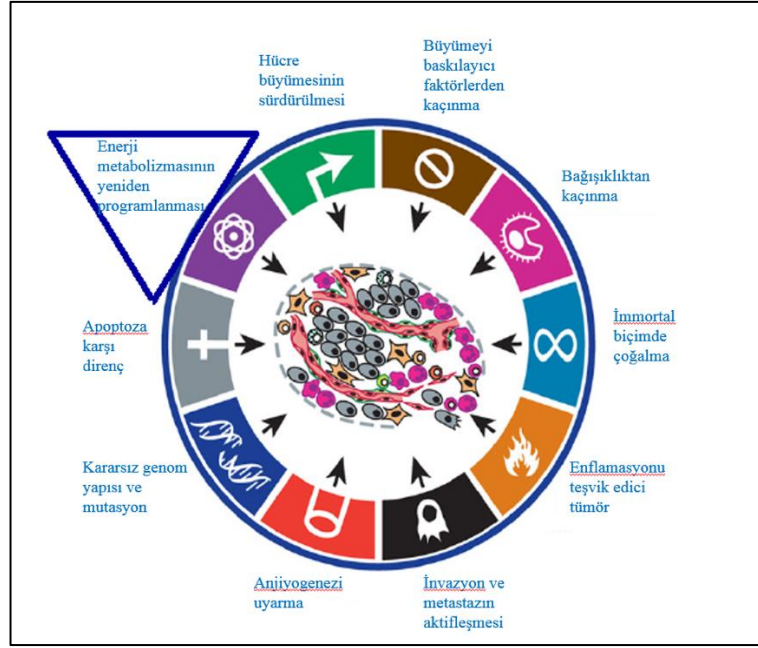 Hücre
büyümesinin
sürdürülmesi
Büyümeyi
baskılayıcı
faktörlerden
kaçınma
Bağışıklıktan
kaçınma
İmmortal
biçimde
çoğalma
Enflamasyonu
teşvik edici
tümör
İnvazyon ve
metastazın
aktifleşmesi
Anjiyogenezi
uyarma
Kararsız genom
yapısı ve
mutasyon
Apoptoza
karşı
direnç
Enerji
metabolizmasının
yeniden
programlanması